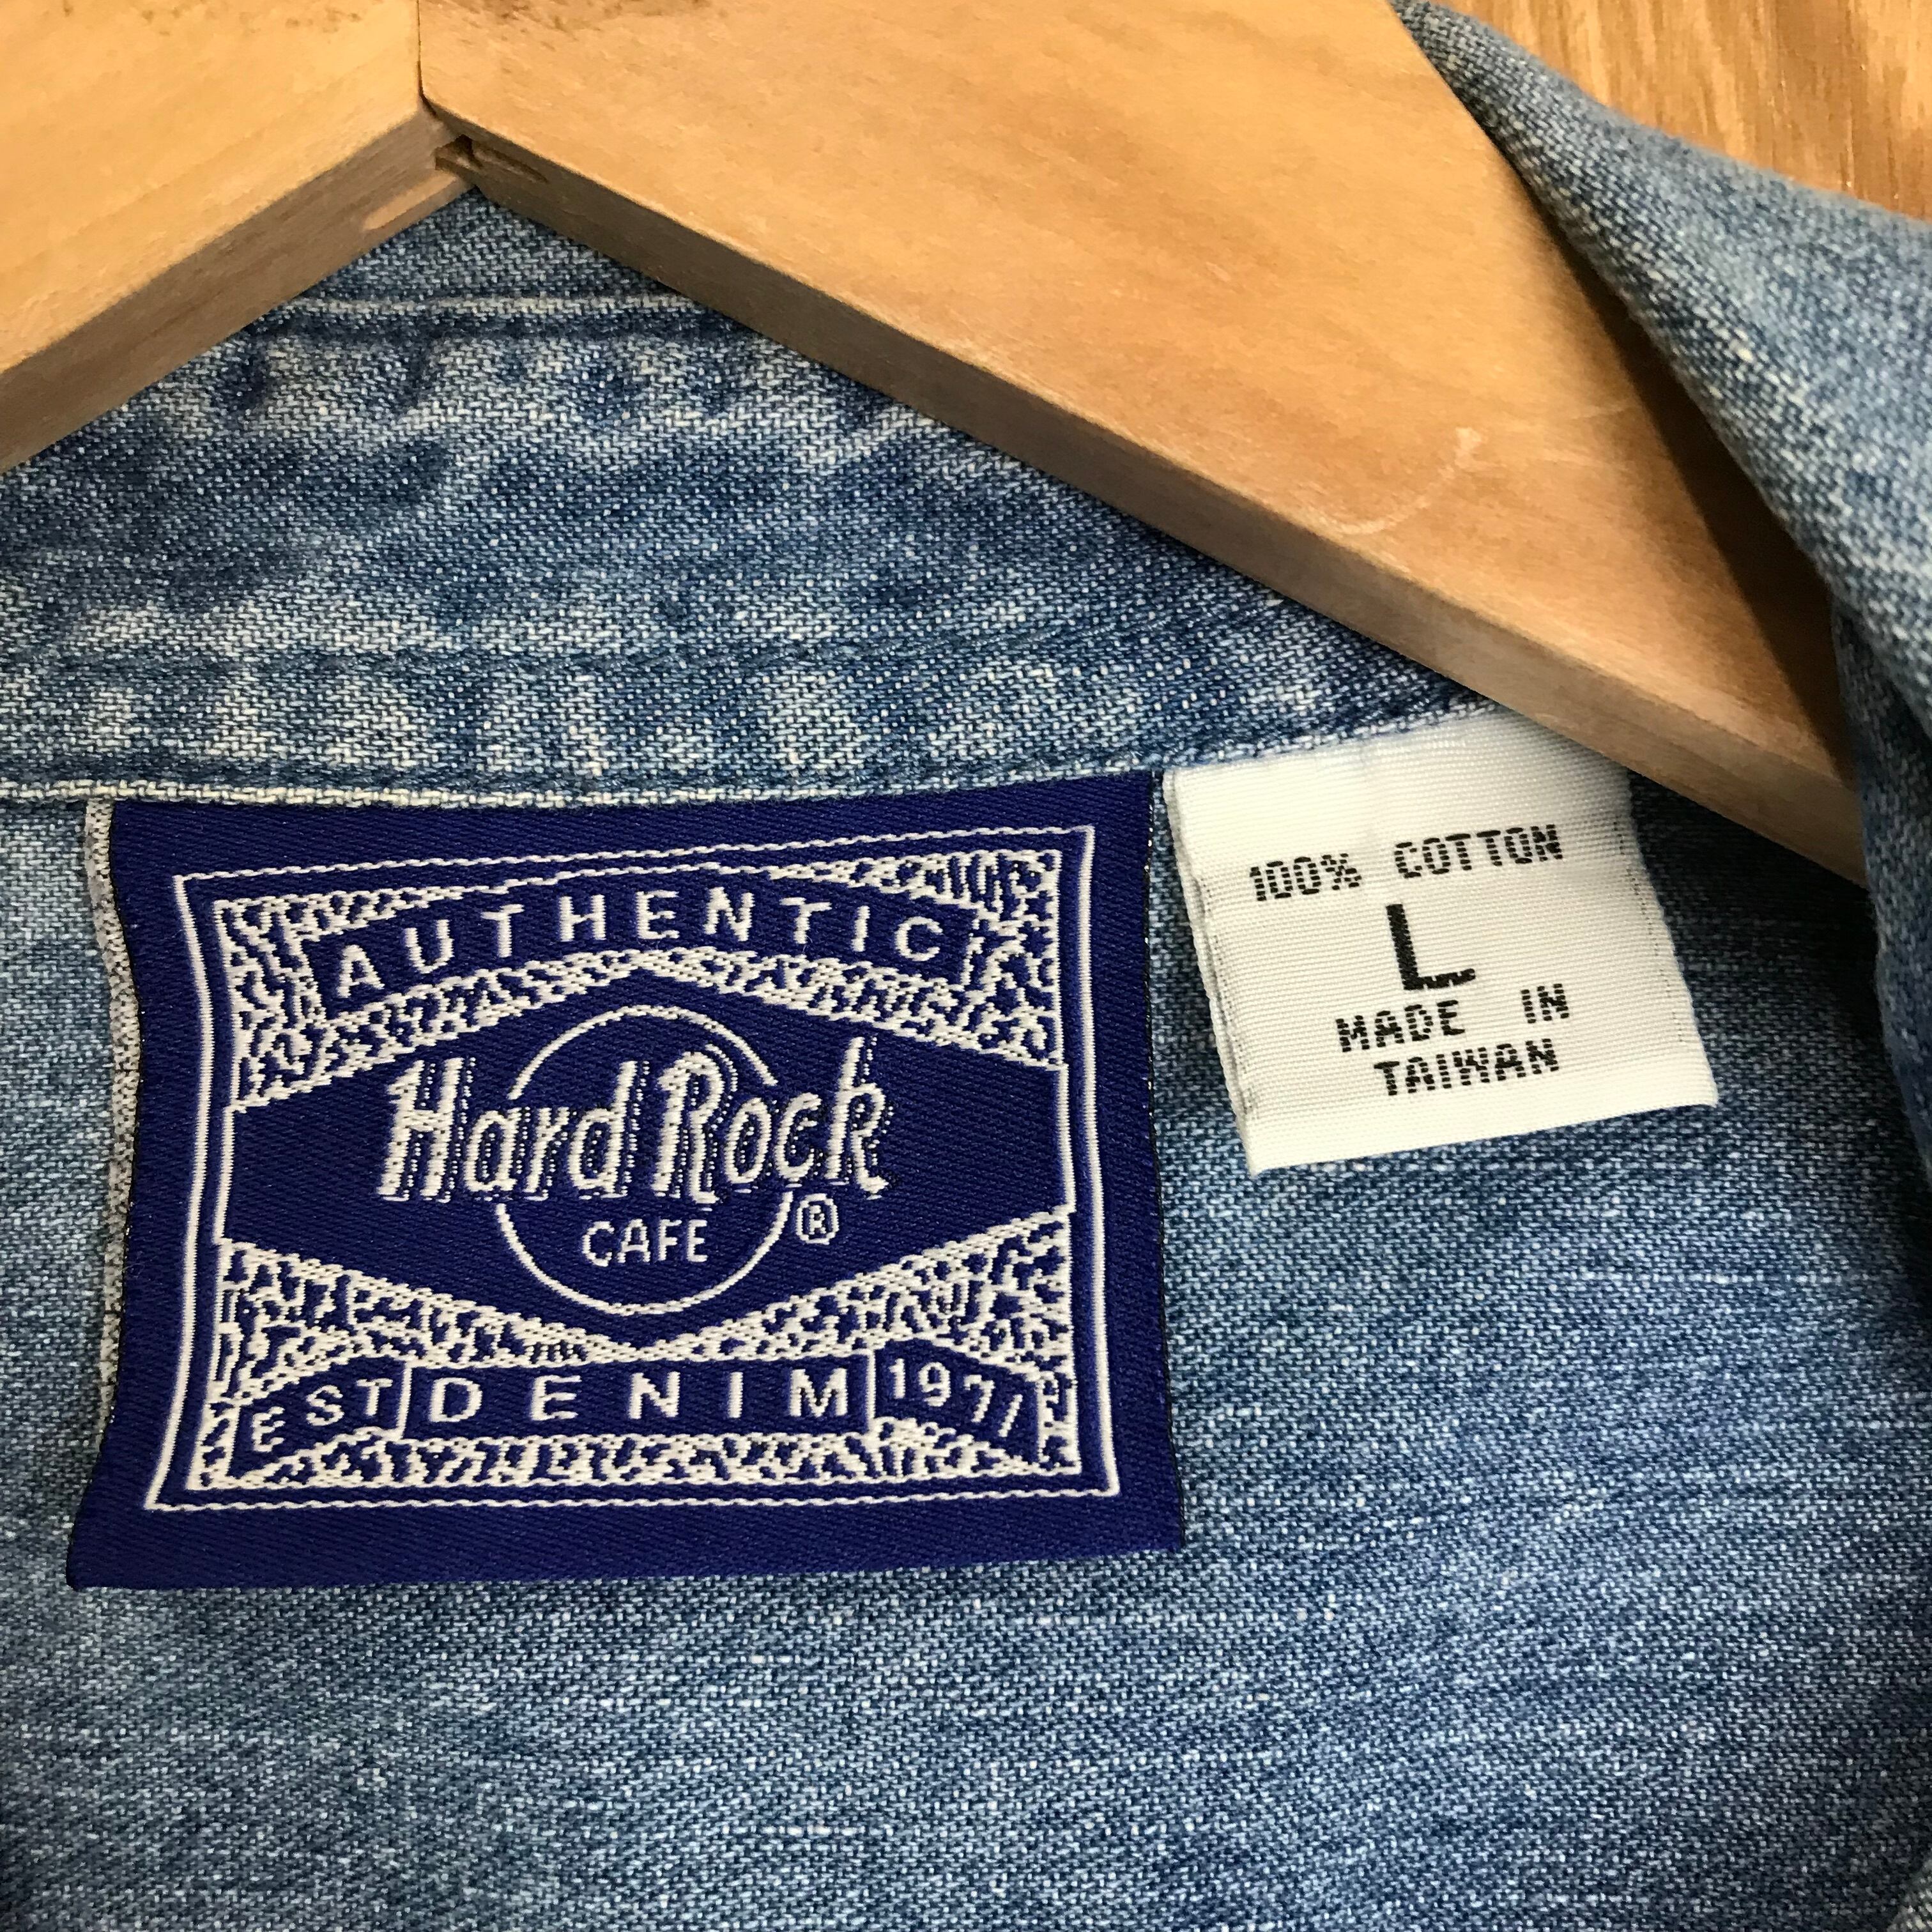 AUTHENTIC
Hard Rock
CAFE ®
EST DENIM 1971
100% COTTON
L
MADE IN
TAIWAN